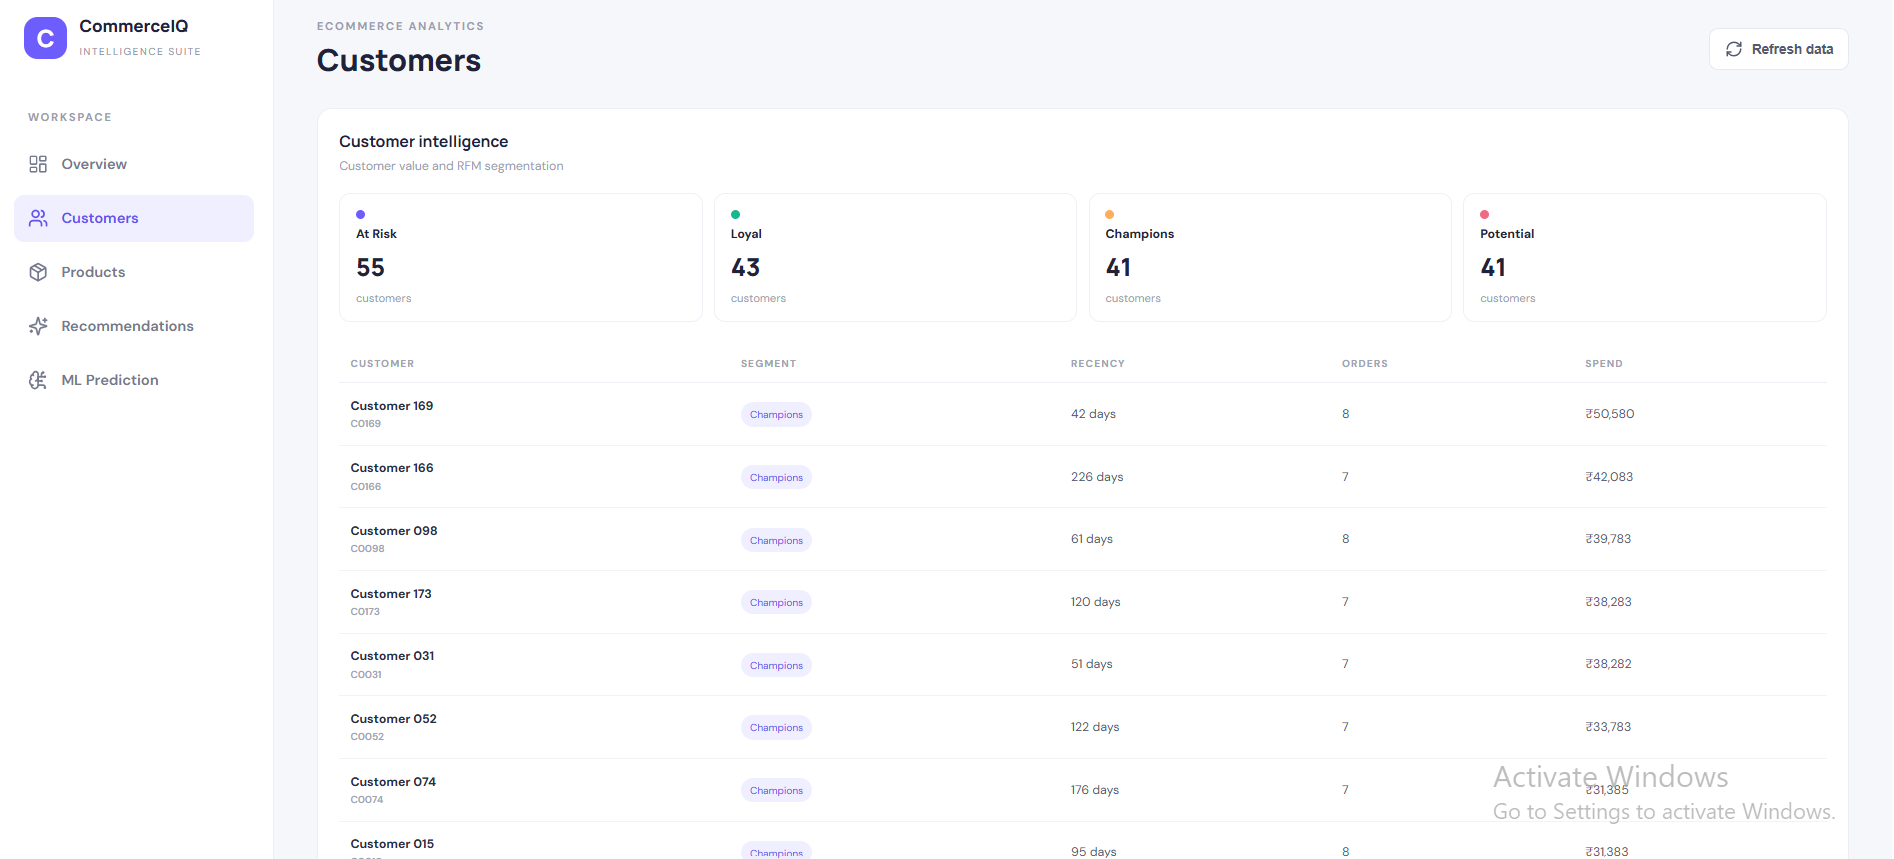 C
CommerceIQ
INTELLIGENCE SUITE
WORKSPACE
Overview
Customers
Products
Recommendations
ML Prediction
ECOMMERCE ANALYTICS
Customers
Refresh data
Customer intelligence
Customer value and RFM segmentation
At Risk
55
customers
Loyal
43
customers
Champions
41
customers
Potential
41
customers
CUSTOMER SEGMENT RECENCY ORDERS SPEND
Customer 169
C0169
Champions 42 days 8 ₹50,580
Customer 166
C0166
Champions 226 days 7 ₹42,083
Customer 098
C0098
Champions 61 days 8 ₹39,783
Customer 173
C0173
Champions 120 days 7 ₹38,283
Customer 031
C0031
Champions 51 days 7 ₹38,282
Customer 052
C0052
Champions 122 days 7 ₹33,783
Customer 074
C0074
Champions 176 days 7 ₹31,385
Customer 015
Champions 95 days 8 ₹31,383
Activate Windows
Go to Settings to activate Windows.